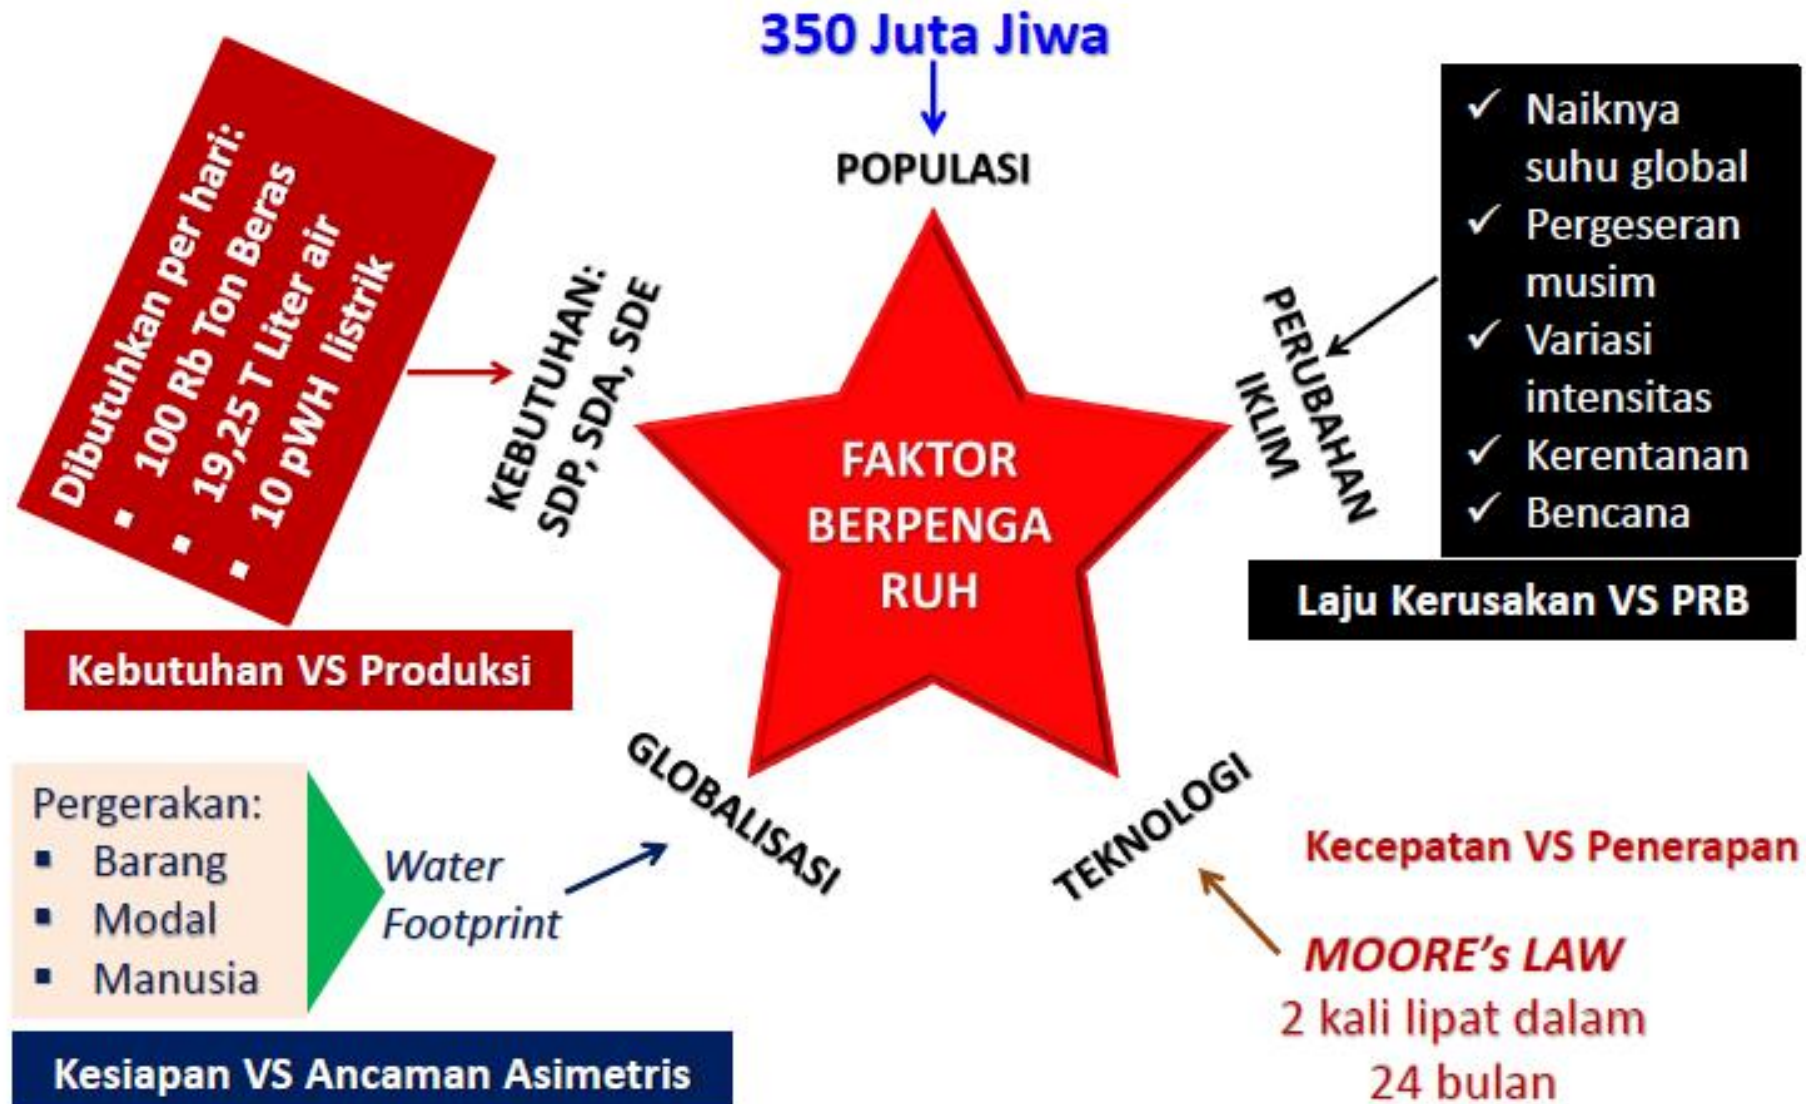 350 Juta Jiwa
POPULASI
Dibutuhkan per hari:
▪ 100 Rb Ton Beras
▪ 19,25 T Liter air
▪ 10 pWH listrik
KEBUTUHAN:
SDP, SDA, SDE
Kebutuhan VS Produksi
FAKTOR
BERPENGA
RUH
PERUBAHAN
IKLIM
✓ Naiknya
suhu global
✓ Pergeseran
musim
✓ Variasi
intensitas
✓ Kerentanan
✓ Bencana
Laju Kerusakan VS PRB
GLOBALISASI
Pergerakan:
▪ Barang
▪ Modal
▪ Manusia
Water
Footprint
Kesiapan VS Ancaman Asimetris
TEKNOLOGI
Kecepatan VS Penerapan
MOORE's LAW
2 kali lipat dalam
24 bulan